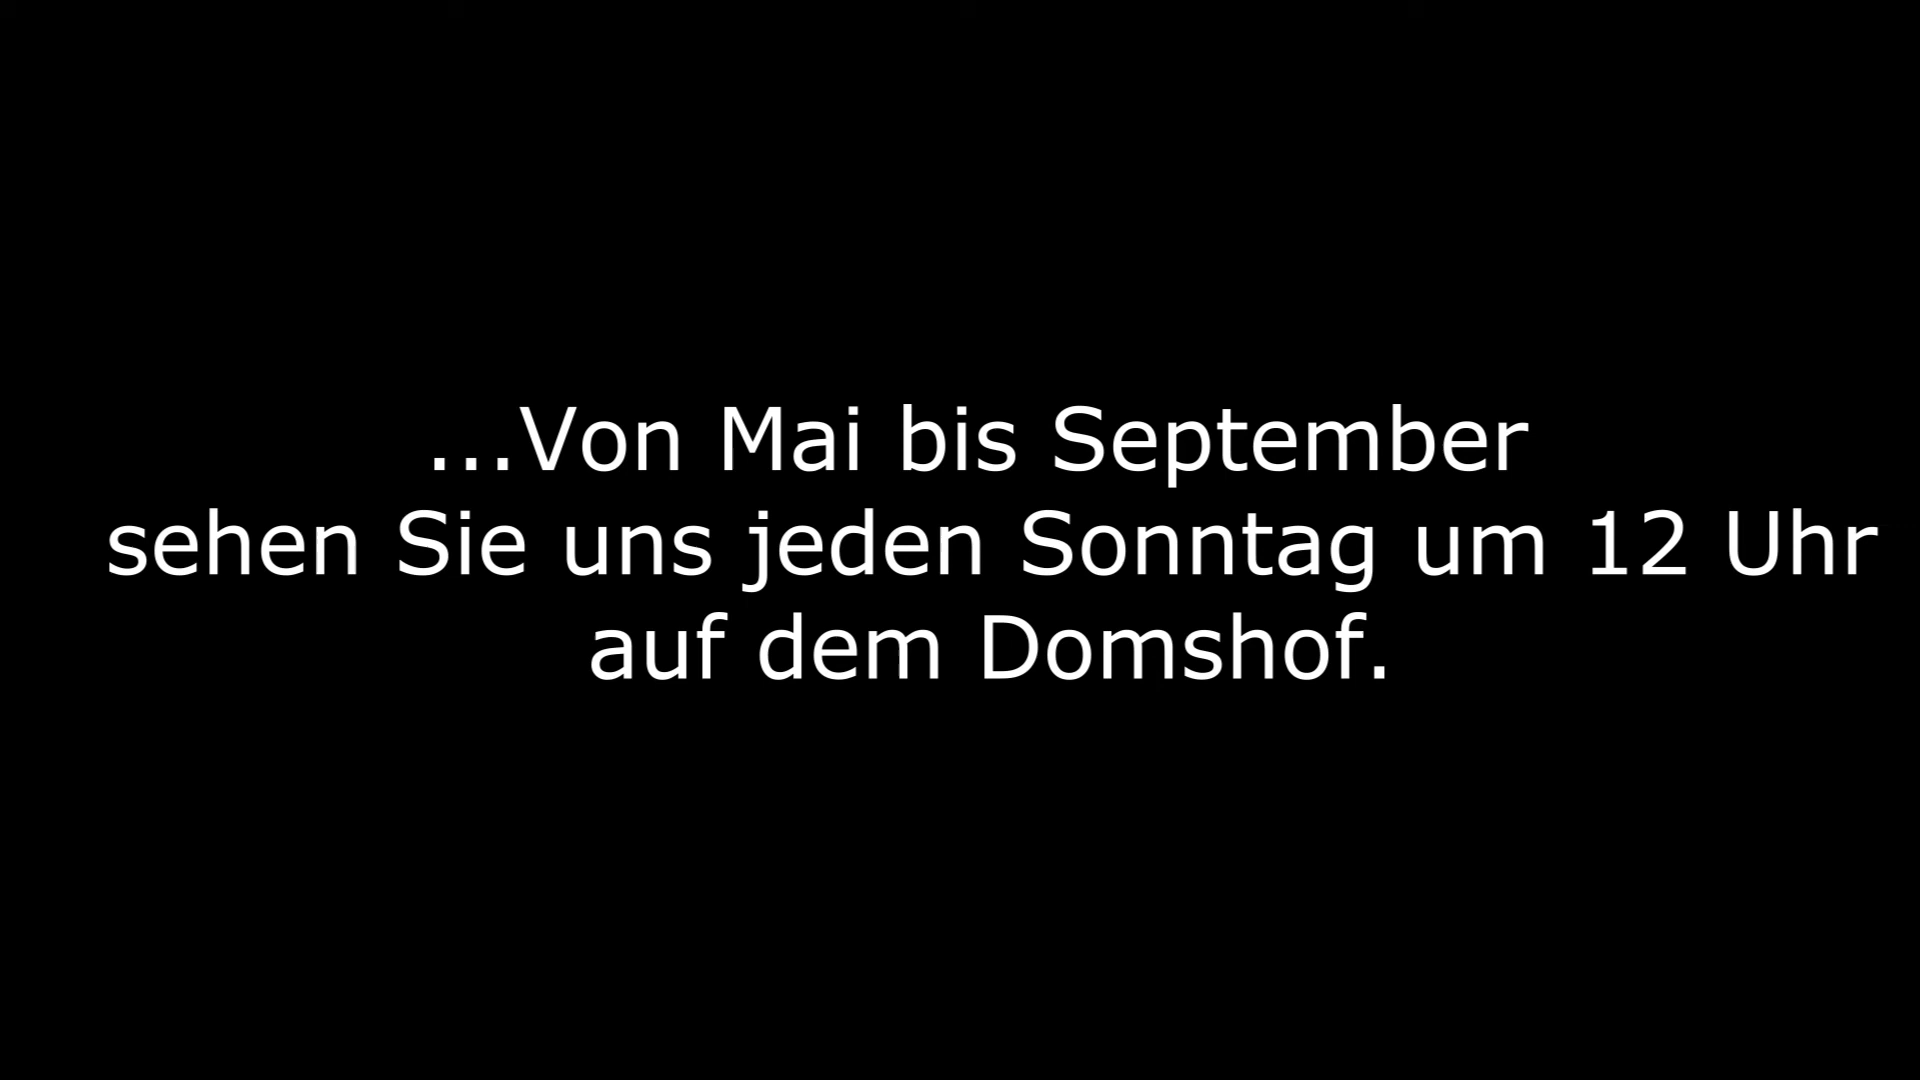 ...Von Mai bis September
sehen Sie uns jeden Sonntag um 12 Uhr
auf dem Domshof.